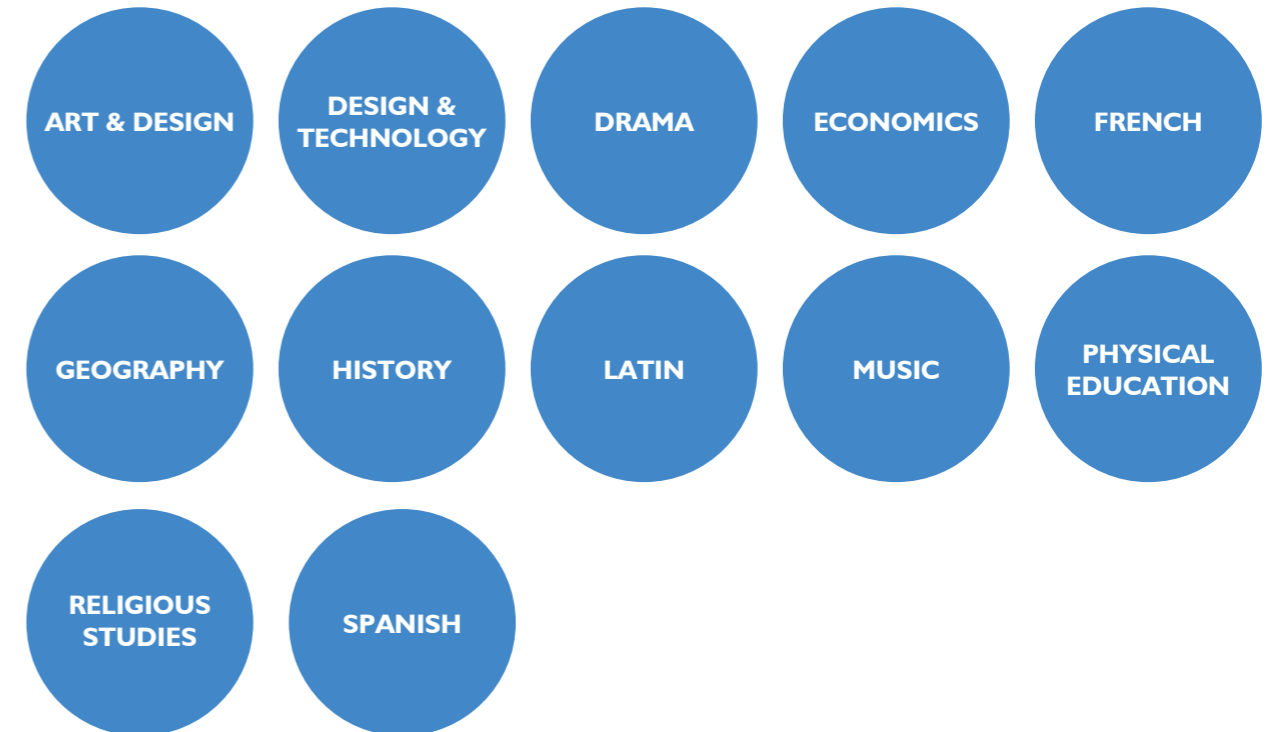 ART & DESIGN
DESIGN &
TECHNOLOGY
DRAMA
ECONOMICS
FRENCH
GEOGRAPHY
HISTORY
LATIN
MUSIC
PHYSICAL
EDUCATION
RELIGIOUS
STUDIES
SPANISH